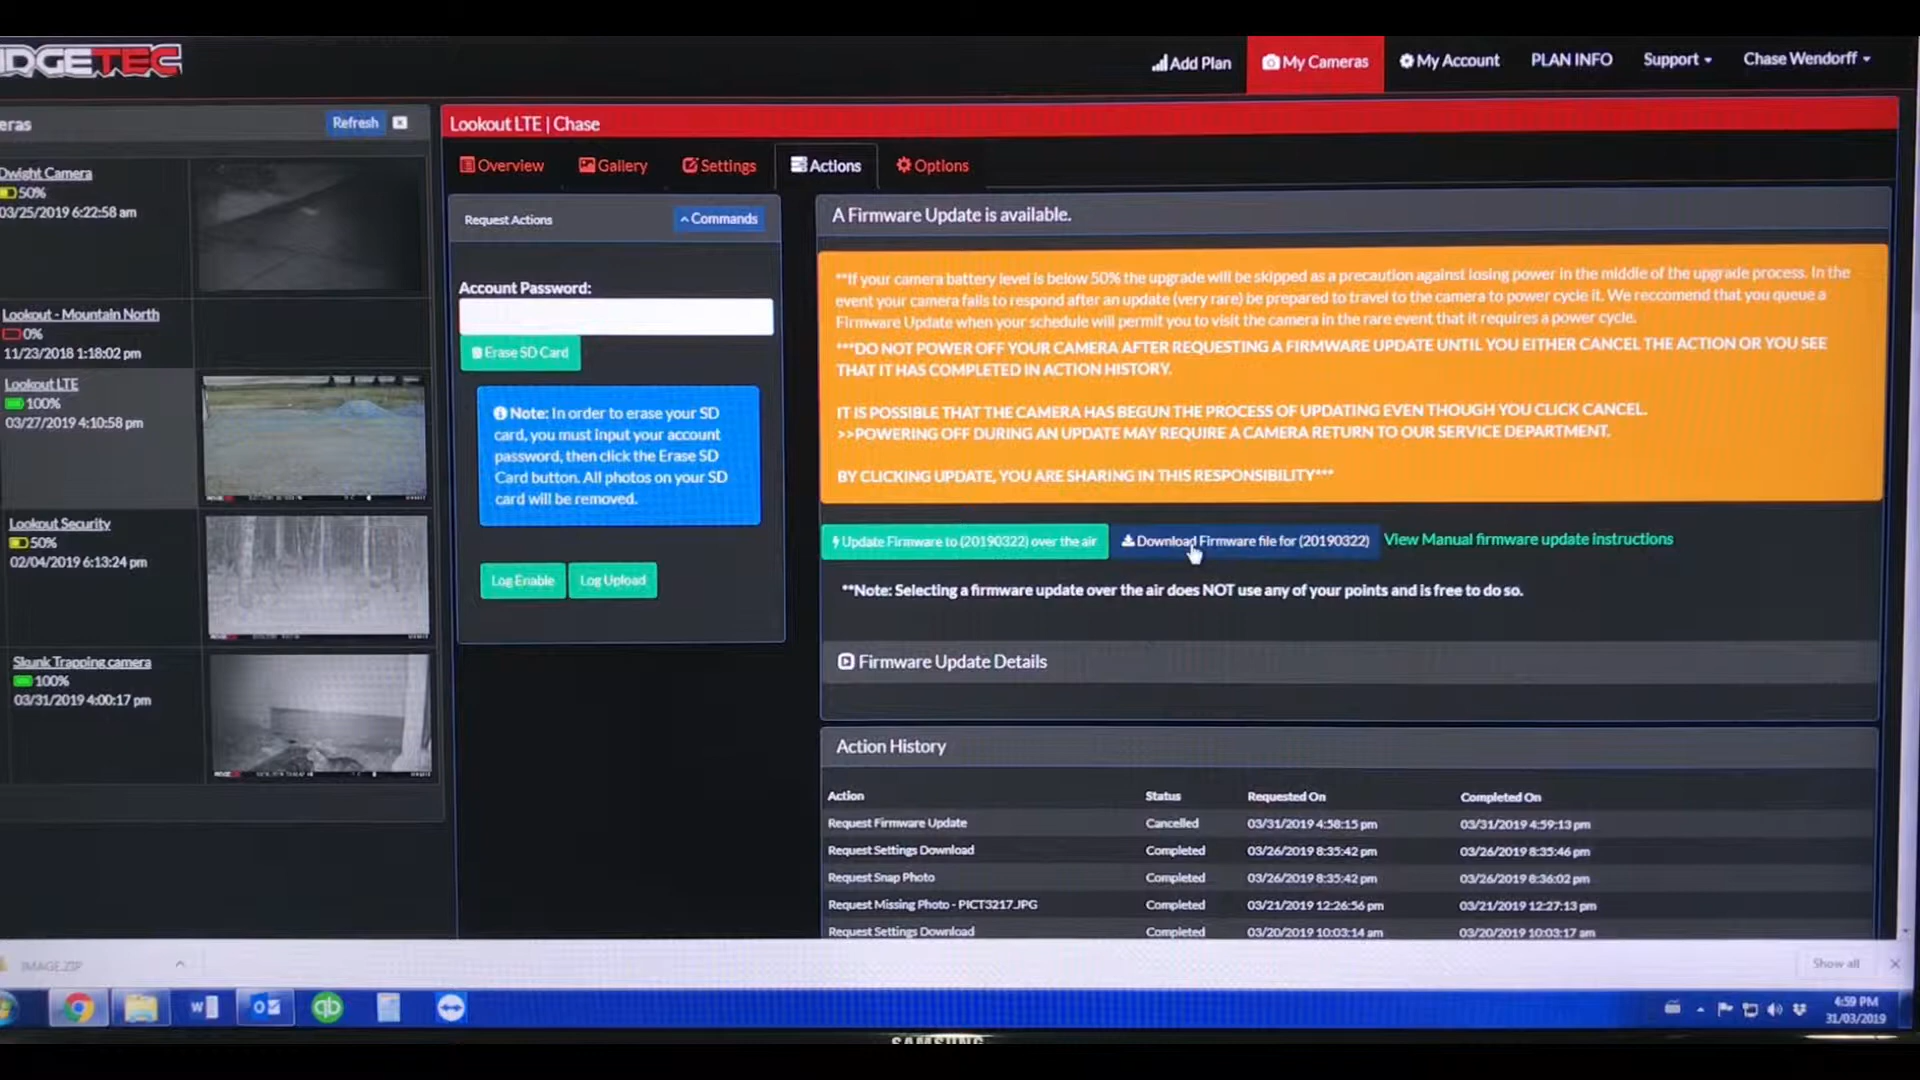 DGETEC
Add Plan
My Cameras
My Account
PLAN INFO
Support
Chase Wendorff
eras
Refresh
Dwight Camera
50%
03/25/2019 6:22:58 am
Lookout - Mountain North
0%
11/23/2018 1:18:02 pm
Lookout LTE
100%
03/27/2019 4:10:58 pm
Lookout Security
50%
02/04/2019 6:13:24 pm
Skunk Trapping camera
100%
03/31/2019 4:00:17 pm
Lookout LTE | Chase
Overview
Gallery
Settings
Actions
Options
Request Actions
Commands
Account Password:
Erase SD Card
Note: In order to erase your SD
card, you must input your account
password, then click the Erase SD
Card button. All photos on your SD
card will be removed.
Log Enable
Log Upload
A Firmware Update is available.
**If your camera battery level is below 50% the upgrade will be skipped as a precaution against losing power in the middle of the upgrade process. In the
event your camera fails to respond after an update (very rare) be prepared to travel to the camera to power cycle it. We reccomend that you queue a
Firmware Update when your schedule will permit you to visit the camera in the rare event that it requires a power cycle.
***DO NOT POWER OFF YOUR CAMERA AFTER REQUESTING A FIRMWARE UPDATE UNTIL YOU EITHER CANCEL THE ACTION OR YOU SEE
THAT IT HAS COMPLETED IN ACTION HISTORY.
IT IS POSSIBLE THAT THE CAMERA HAS BEGUN THE PROCESS OF UPDATING EVEN THOUGH YOU CLICK CANCEL.
>>POWERING OFF DURING AN UPDATE MAY REQUIRE A CAMERA RETURN TO OUR SERVICE DEPARTMENT.
BY CLICKING UPDATE, YOU ARE SHARING IN THIS RESPONSIBILITY***
Update Firmware to (20190322) over the air
Download Firmware file for (20190322)
View Manual firmware update instructions
**Note: Selecting a firmware update over the air does NOT use any of your points and is free to do so.
Firmware Update Details
Action History
Action Status Requested On Completed On
Request Firmware Update Cancelled 03/31/2019 4:58:15 pm 03/31/2019 4:59:13 pm
Request Settings Download Completed 03/26/2019 8:35:42 pm 03/26/2019 8:35:46 pm
Request Snap Photo Completed 03/26/2019 8:35:42 pm 03/26/2019 8:36:02 pm
Request Missing Photo - PICT3217.JPG Completed 03/21/2019 12:26:56 pm 03/21/2019 12:27:13 pm
Request Settings Download Completed 03/20/2019 10:03:14 am 03/20/2019 10:03:17 am
IMAGE.ZIP
Show all
4:59 PM
31/03/2019
SAMSUNG